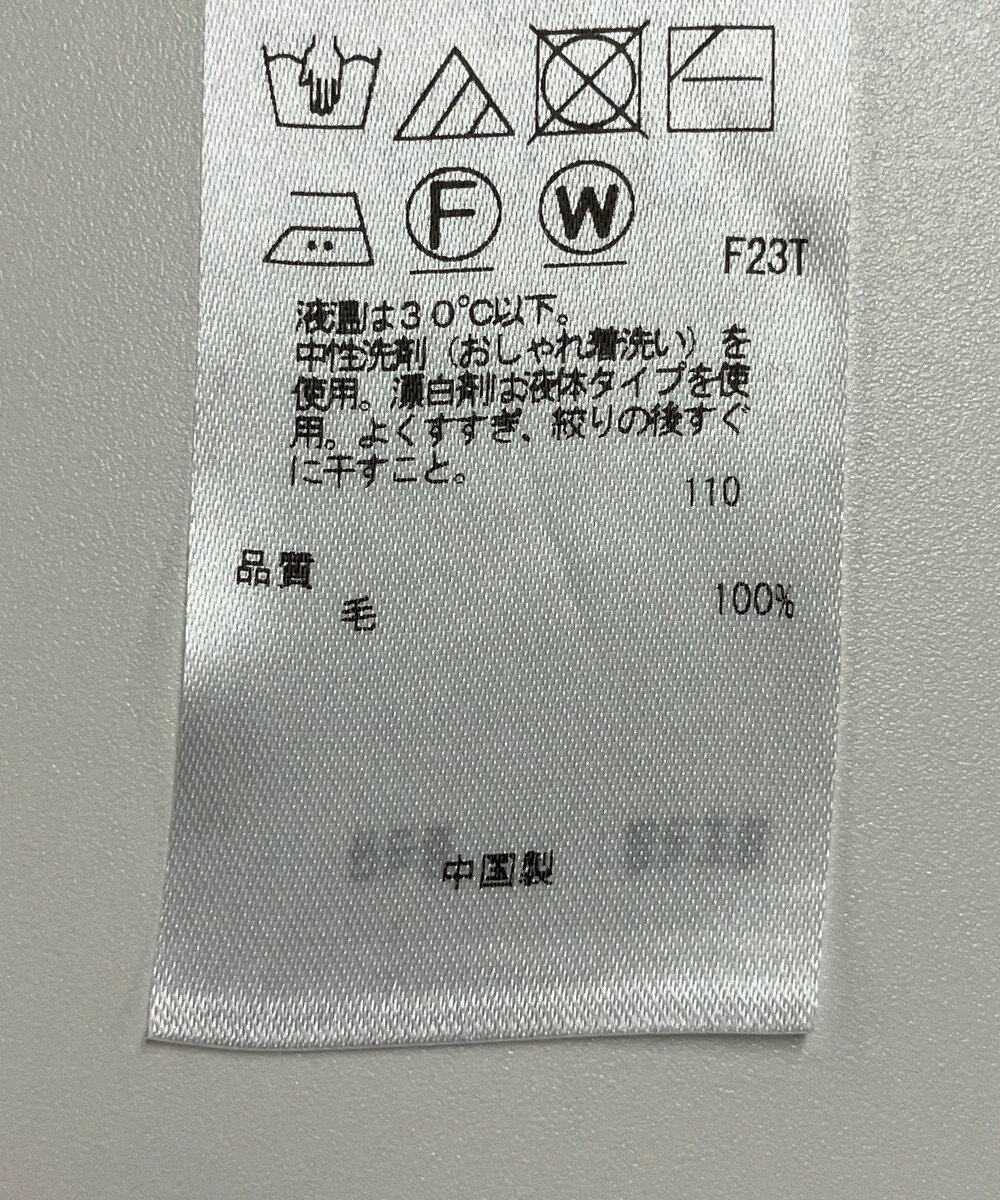 F W F23T
液温は30℃以下。
中性洗剤（おしゃれ着洗い）を
使用。漂白剤は液体タイプを使
用。よくすすぎ、絞りの後すぐ
に干すこと。
110
品質
毛 100%
中国製